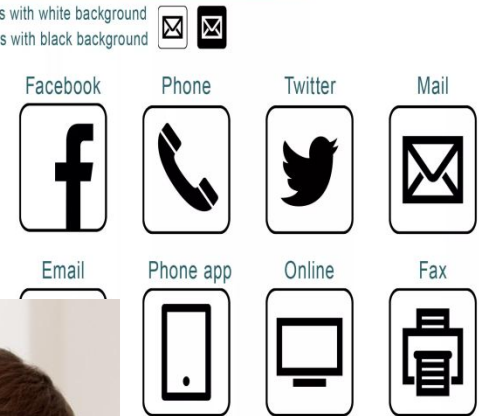 s with white background
s with black background
Facebook Phone Twitter Mail
f
Email Phone app Online Fax